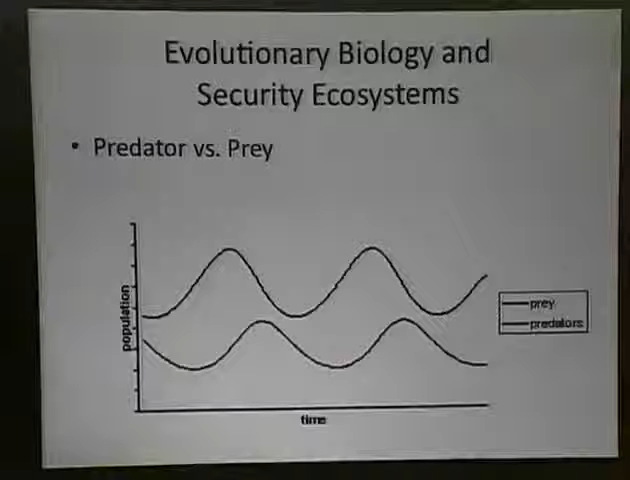 Evolutionary Biology and
Security Ecosystems
• Predator vs. Prey
population
prey
predators
time